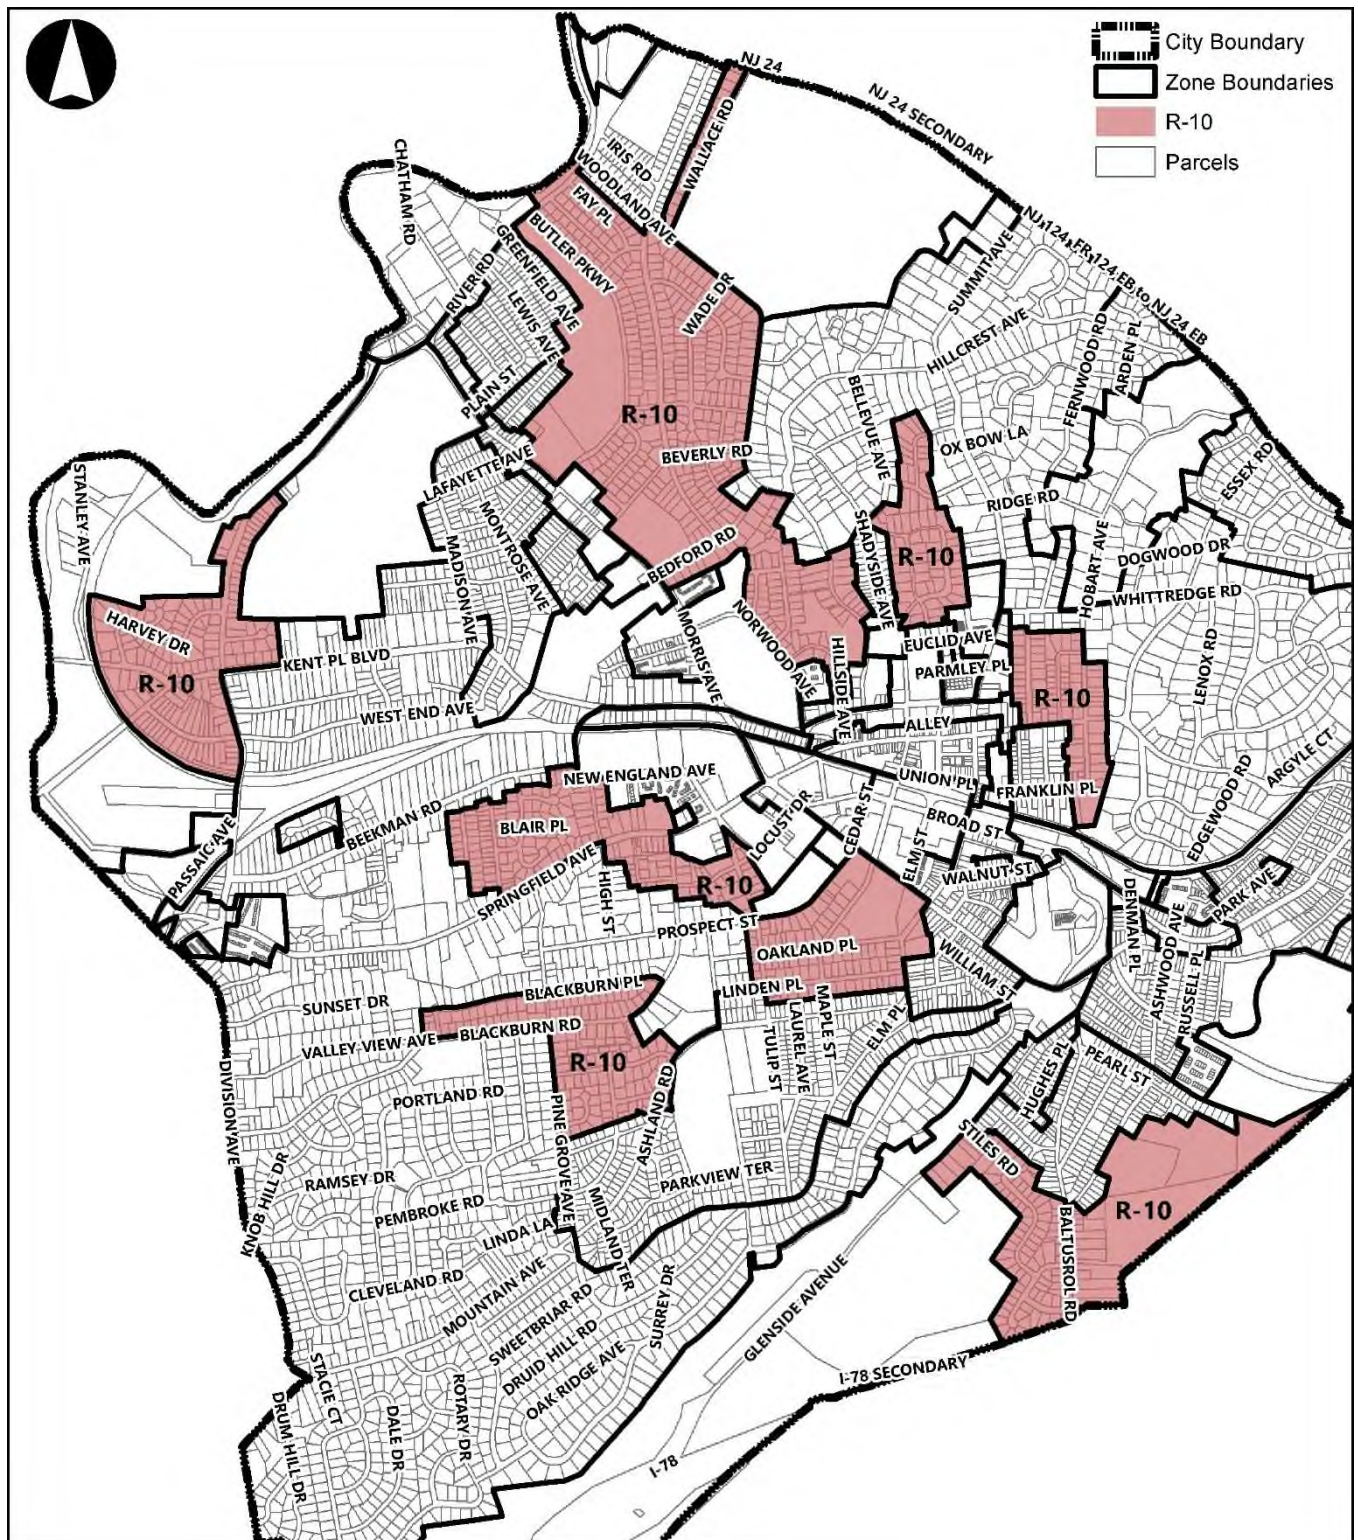 City Boundary
Zone Boundaries
R-10
Parcels
NJ 24
NJ 24 SECONDARY
NJ 124 FR 124 EB to NJ 24 EB
WALLACE RD
IRIS RD
WOODLAND AVE
FAY PL
CHATHAM RD
BUTLER PKWY
GREENFIELD AVE
RIVER RD
LEWIS AVE
WADE DR
SUMMIT AVE
HILLCREST AVE
FERNWOOD RD
ARDEN PL
PLAIN ST
R-10
BELLEVUE AVE
BEVERLY RD
OX BOW LA
ESSEX RD
LAFAYETTE AVE
STANLEY AVE
MONTROSE AVE
RIDGE RD
MADISON AVE
BEDFORD RD
SHADYSIDE AVE
R-10
HOBART AVE
DOGWOOD DR
WHITTREDGE RD
HARVEY DR
NORWOOD AVE
MORRIS AVE
HILLSIDE AVE
EUCLID AVE
PARMLEY PL
LENOX RD
KENT PL BLVD
R-10
R-10
WEST END AVE
ALLEY
ARGYLE CT
NEW ENGLAND AVE
UNION PL
FRANKLIN PL
EDGEWOOD RD
BEEKMAN RD
BLAIR PL
LOCUST DR
CEDAR ST
BROAD ST
PASSAIC AVE
SPRINGFIELD AVE
HIGH ST
R-10
ELM ST
WALNUT ST
DENMAN PL
PARK AVE
ASHWOOD AVE
RUSSELL PL
PROSPECT ST
OAKLAND PL
WILLIAM ST
SUNSET DR
BLACKBURN PL
LINDEN PL
MAPLE ST
LAUREL AVE
TULIP ST
ELM PL
VALLEY VIEW AVE
BLACKBURN RD
R-10
HUGHES PL
PEARL ST
DIVISION AVE
PORTLAND RD
PINE GROVE AVE
ASHLAND RD
STILES RD
KNOB HILL DR
RAMSEY DR
PARKVIEW TER
PEMBROKE RD
MIDLAND TER
LINDA LA
R-10
BALTUSROL RD
CLEVELAND RD
MOUNTAIN AVE
SURREY DR
GLENSIDE AVENUE
SWEETBRIAR RD
DRUID HILL RD
OAK RIDGE AVE
STACIE CT
I-78 SECONDARY
DRUM HILL DR
DALE DR
ROTARY DR
I-78